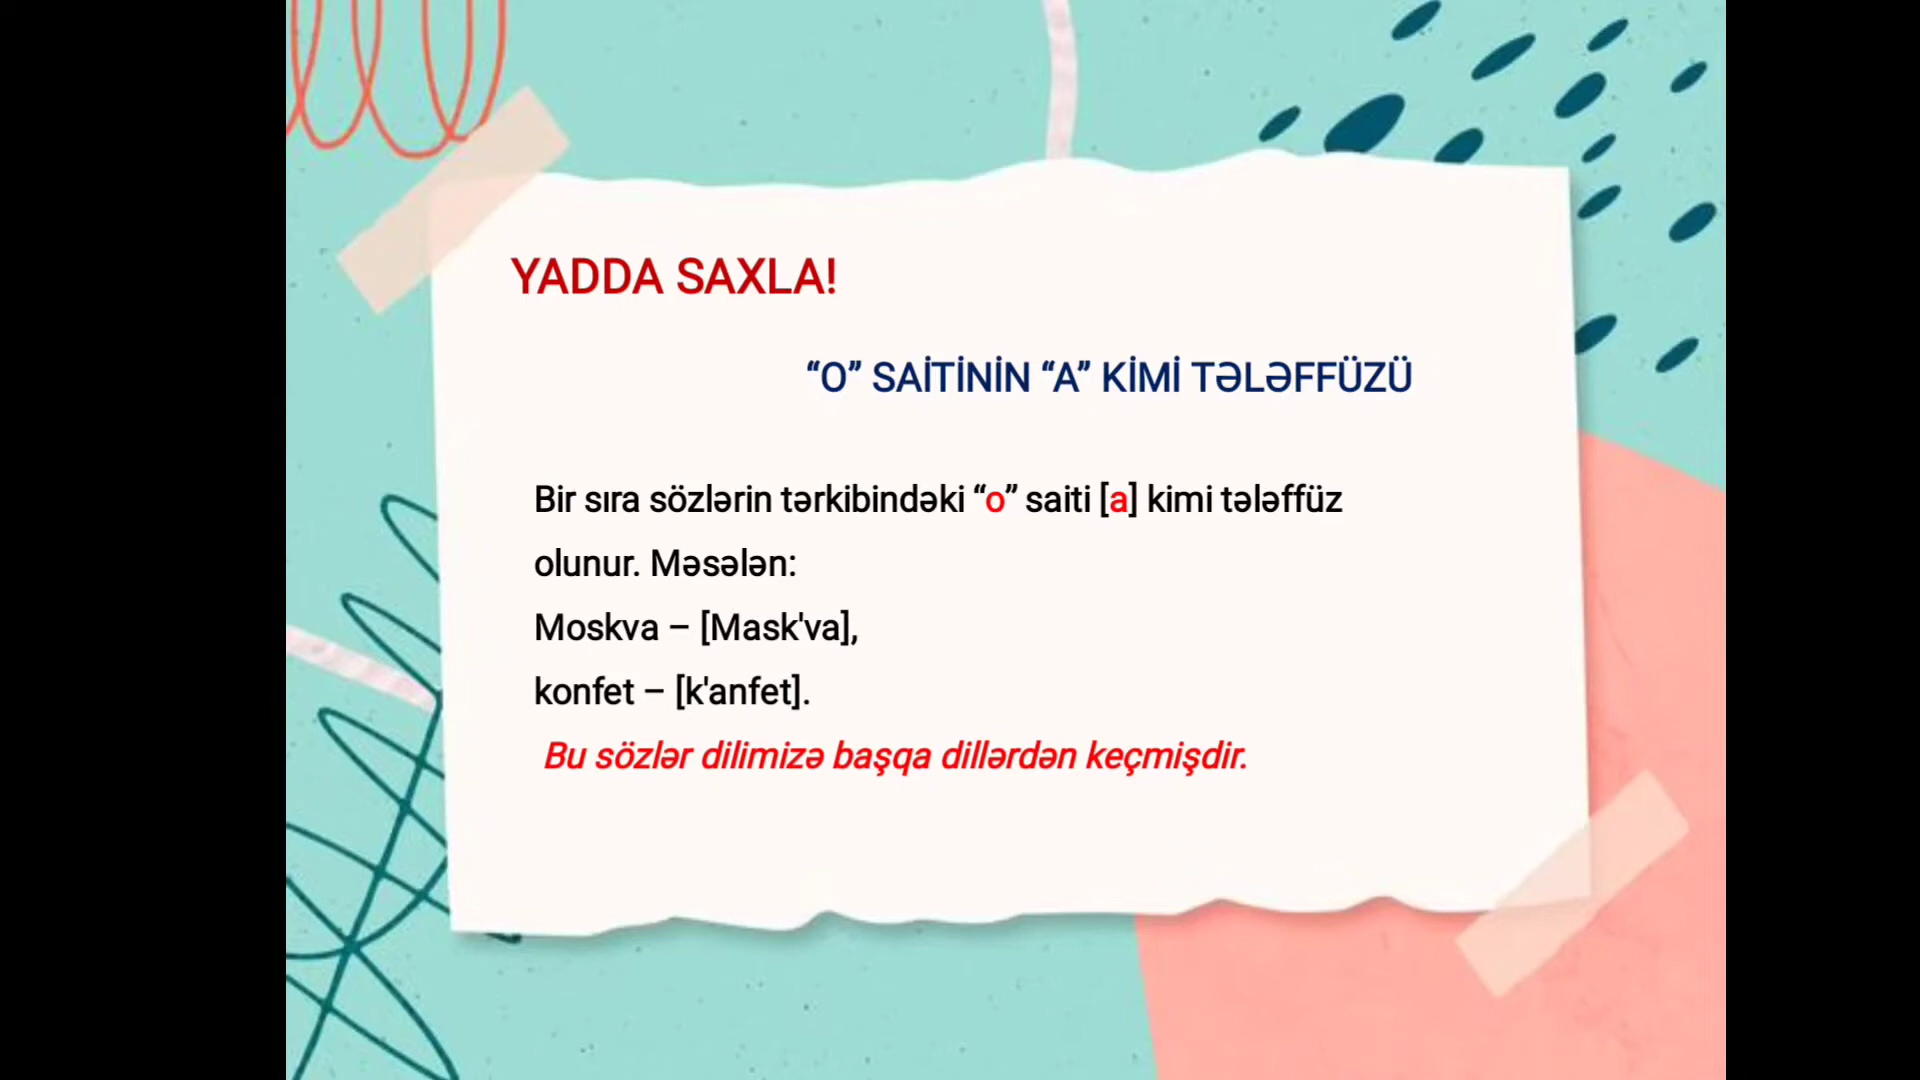 YADDA SAXLA!
“O” SAİTİNİN “A” KİMİ TƏLƏFFÜZÜ
Bir sıra sözlərin tərkibindəki “o” saiti [a] kimi tələffüz
olunur. Məsələn:
Moskva – [Mask'va],
konfet – [k'anfet].
Bu sözlər dilimizə başqa dillərdən keçmişdir.